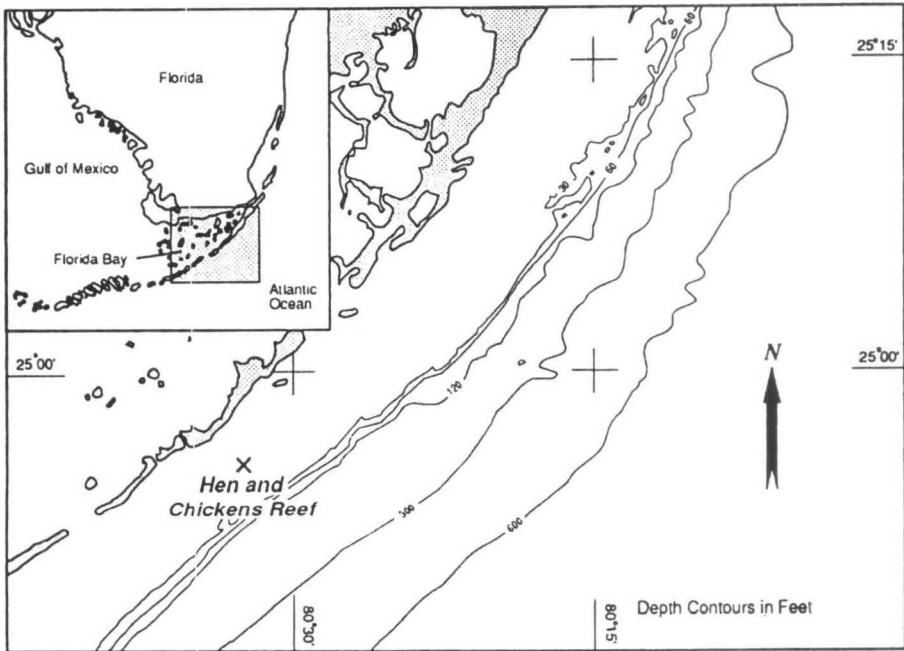 Florida
Gulf of Mexico
Florida Bay
Atlantic
Ocean
25°15'
60
30
60
25°00'
25°00'
N
120
Hen and
Chickens Reef
500
600
80°30'
80°15'
Depth Contours in Feet